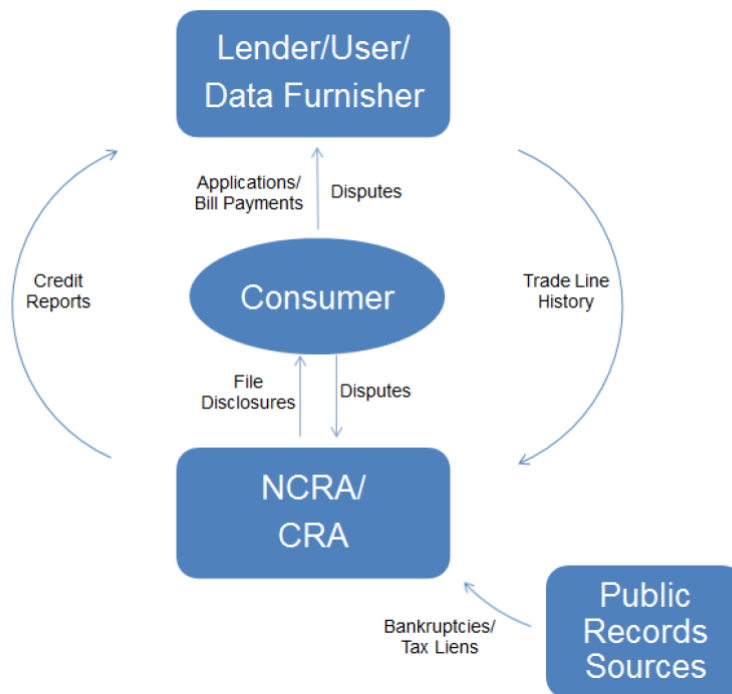 Lender/User/
Data Furnisher
Applications/
Bill Payments
Disputes
Credit
Reports
Consumer
Trade Line
History
File
Disclosures
Disputes
NCRA/
CRA
Public
Records
Sources
Bankruptcies/
Tax Liens